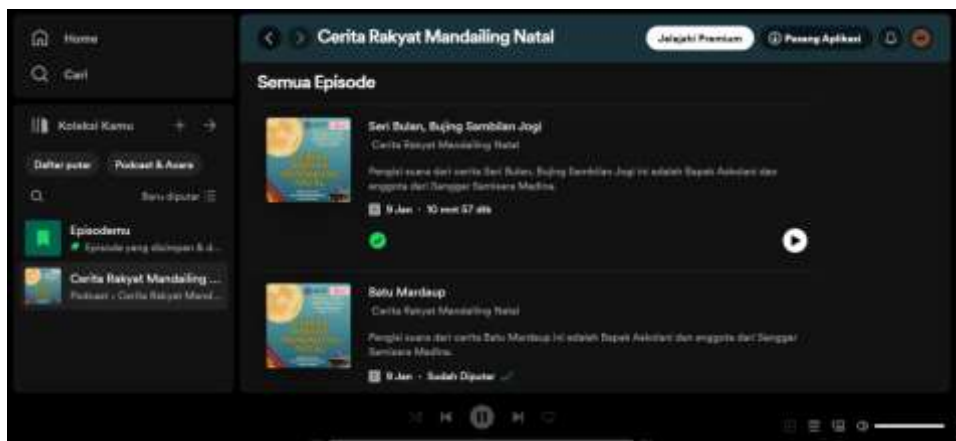 Home
Cari
Koleksi Kamu
Daftar putar
Podcast & Acara
Baru diputar
Episodemu
Episode yang disimpan & d...
Cerita Rakyat Mandailing ...
Podcast · Cerita Rakyat Mand...
Cerita Rakyat Mandailing Natal
Jelajahi Premium
Pasang Aplikasi
Semua Episode
Seri Bulan, Bujing Sambilan Jogi
Cerita Rakyat Mandailing Natal
Pengisi suara dari cerita Seri Bulan, Bujing Sambilan Jogi ini adalah Bapak Askolani dan
anggota dari Sanggar Samisara Madina.
9 Jan · 10 mnt 57 dtk
Batu Mardaup
Cerita Rakyat Mandailing Natal
Pengisi suara dari cerita Batu Mardaup ini adalah Bapak Askolani dan anggota dari Sanggar
Samisara Madina.
9 Jan · Sudah Diputar